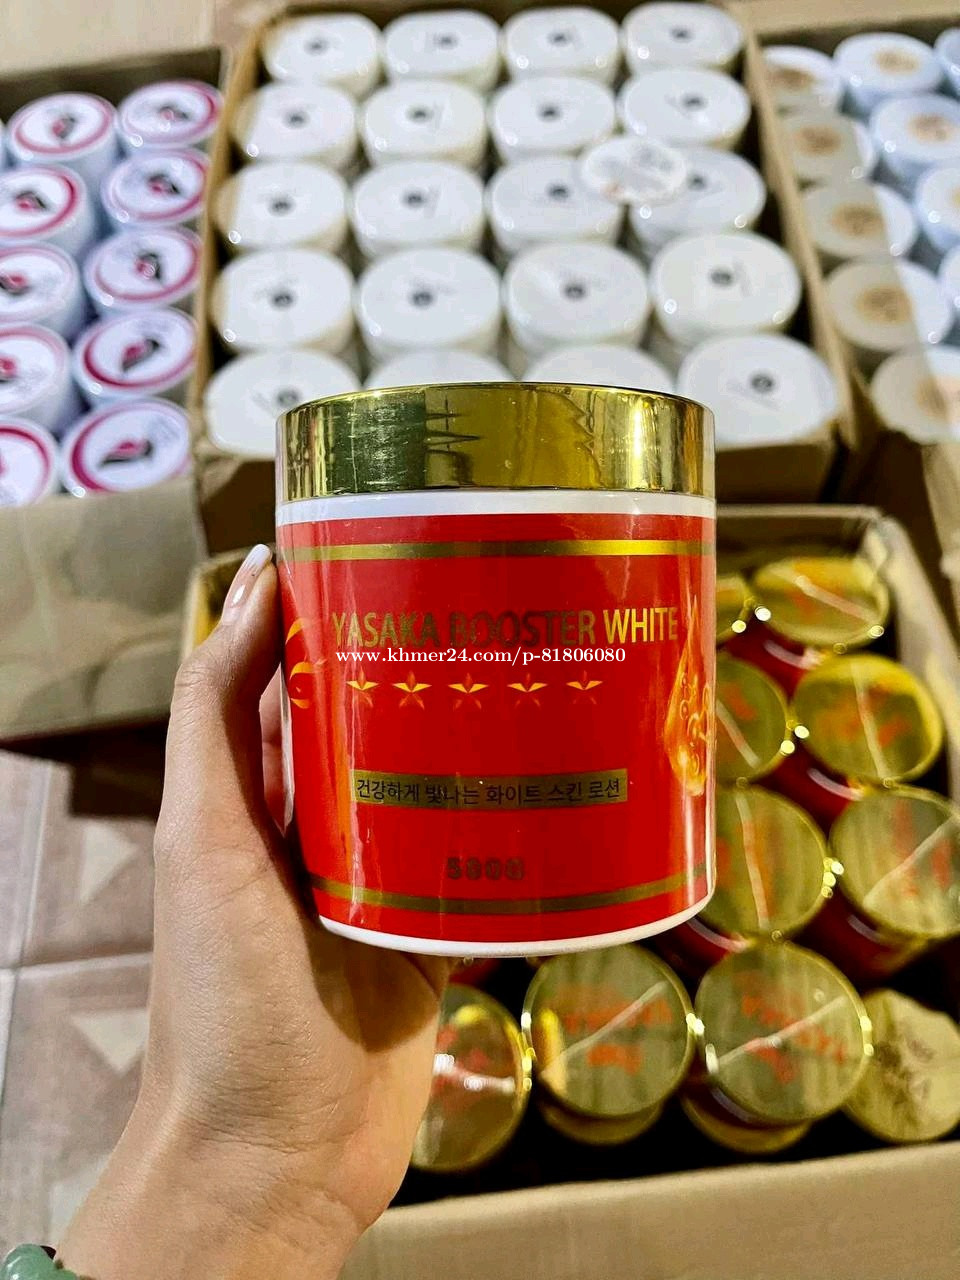 YASAKA BOOSTER WHITE
www.khmer24.com/p-81806080
건강하게 빛나는 화이트 스킨 로션
500g